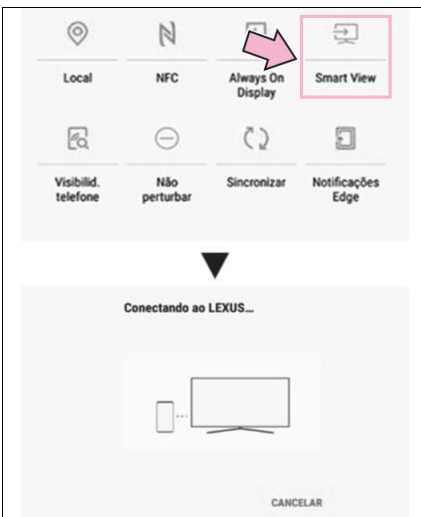 Local
NFC
Always On
Display
Smart View
Visibilid.
telefone
Não
perturbar
Sincronizar
Notificações
Edge
Conectando ao LEXUS...
CANCELAR